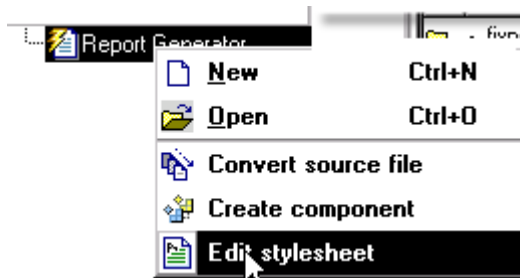 Report Generator
New Ctrl+N
Open Ctrl+O
Convert source file
Create component
Edit stylesheet